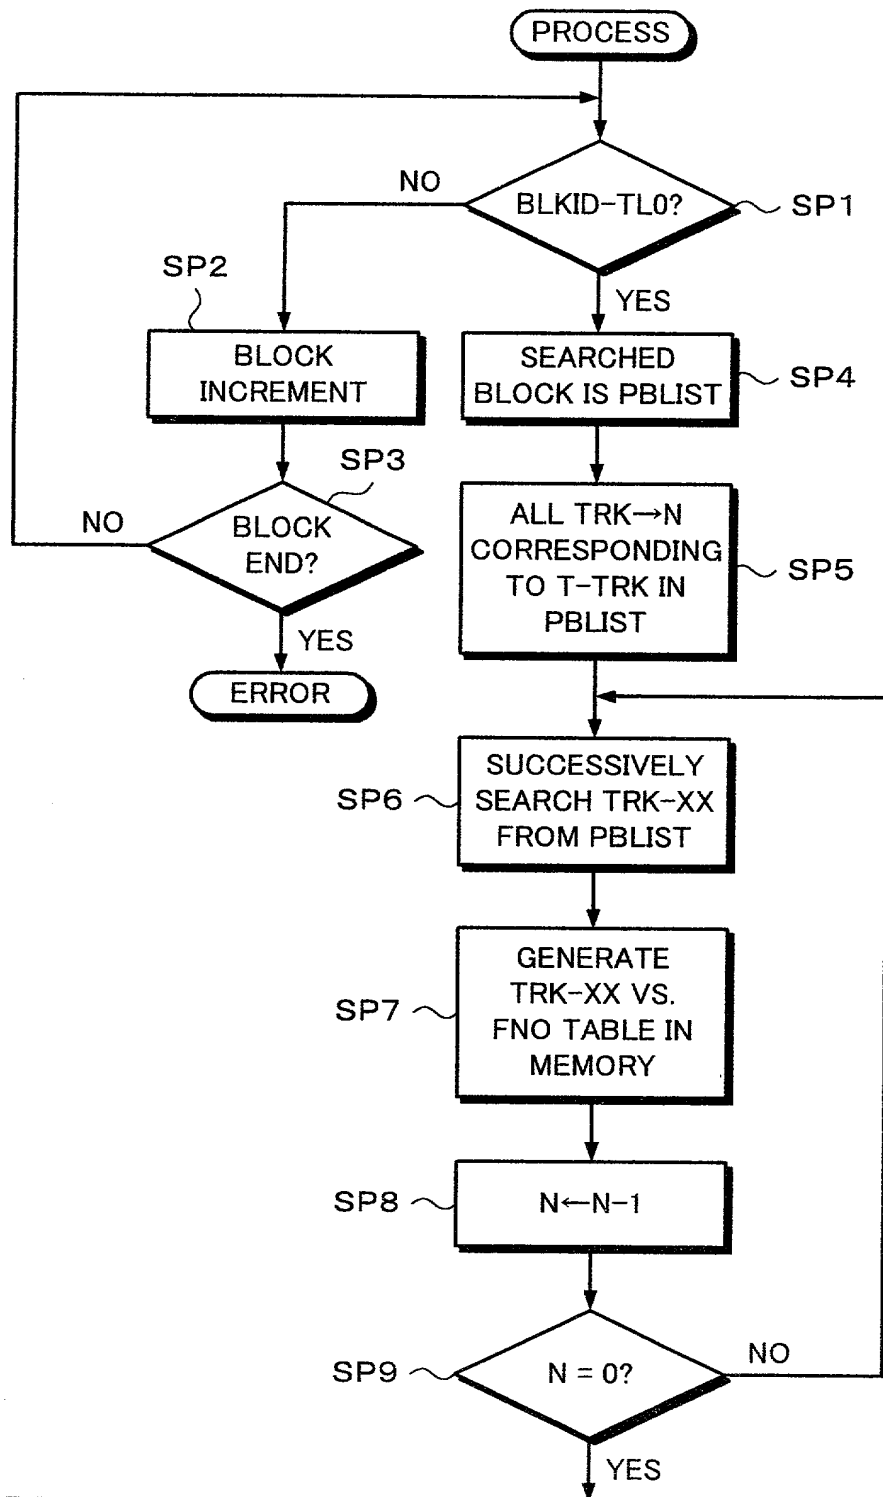 PROCESS
BLKID-TL0?
SP1
NO
YES
SP2
BLOCK
INCREMENT
SEARCHED
BLOCK IS PBLIST
SP4
SP3
BLOCK
END?
NO
YES
ERROR
ALL TRK→N
CORRESPONDING
TO T-TRK IN
PBLIST
SP5
SUCCESSIVELY
SEARCH TRK-XX
FROM PBLIST
SP6
GENERATE
TRK-XX VS.
FNO TABLE IN
MEMORY
SP7
SP8
N←N-1
SP9
N = 0?
NO
YES